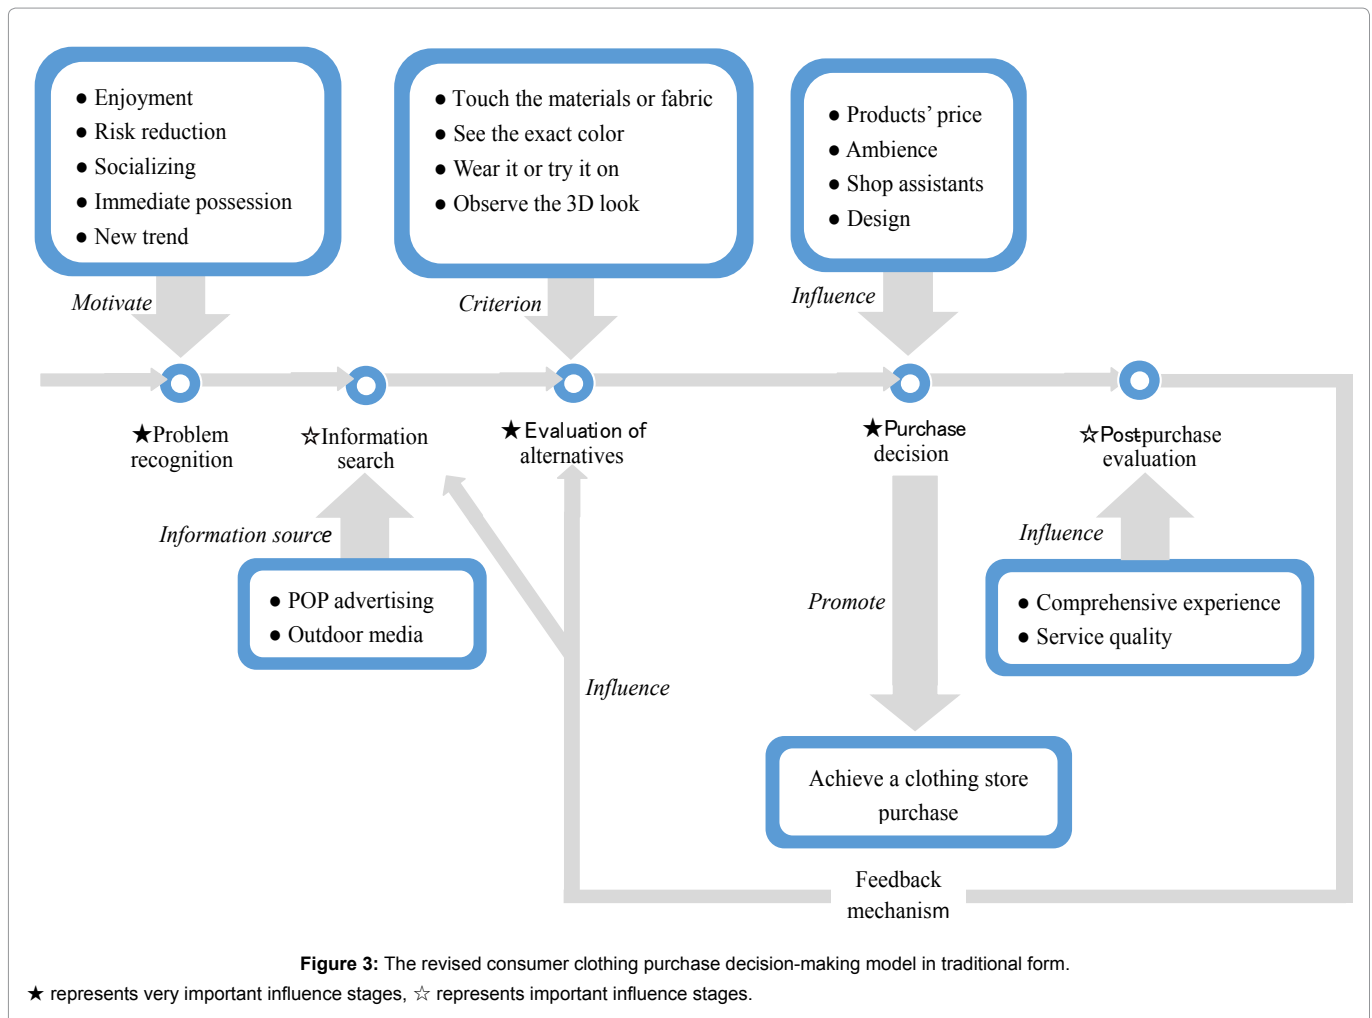 ● Enjoyment
● Risk reduction
● Socializing
● Immediate possession
● New trend
● Touch the materials or fabric
● See the exact color
● Wear it or try it on
● Observe the 3D look
● Products' price
● Ambience
● Shop assistants
● Design
Motivate
Criterion
Influence
★Problem
recognition
☆Information
search
★Evaluation of
alternatives
★Purchase
decision
☆Post-purchase
evaluation
Information source
Influence
● POP advertising
● Outdoor media
Promote
● Comprehensive experience
● Service quality
Influence
Achieve a clothing store
purchase
Feedback
mechanism
Figure 3: The revised consumer clothing purchase decision-making model in traditional form.
★ represents very important influence stages, ☆ represents important influence stages.